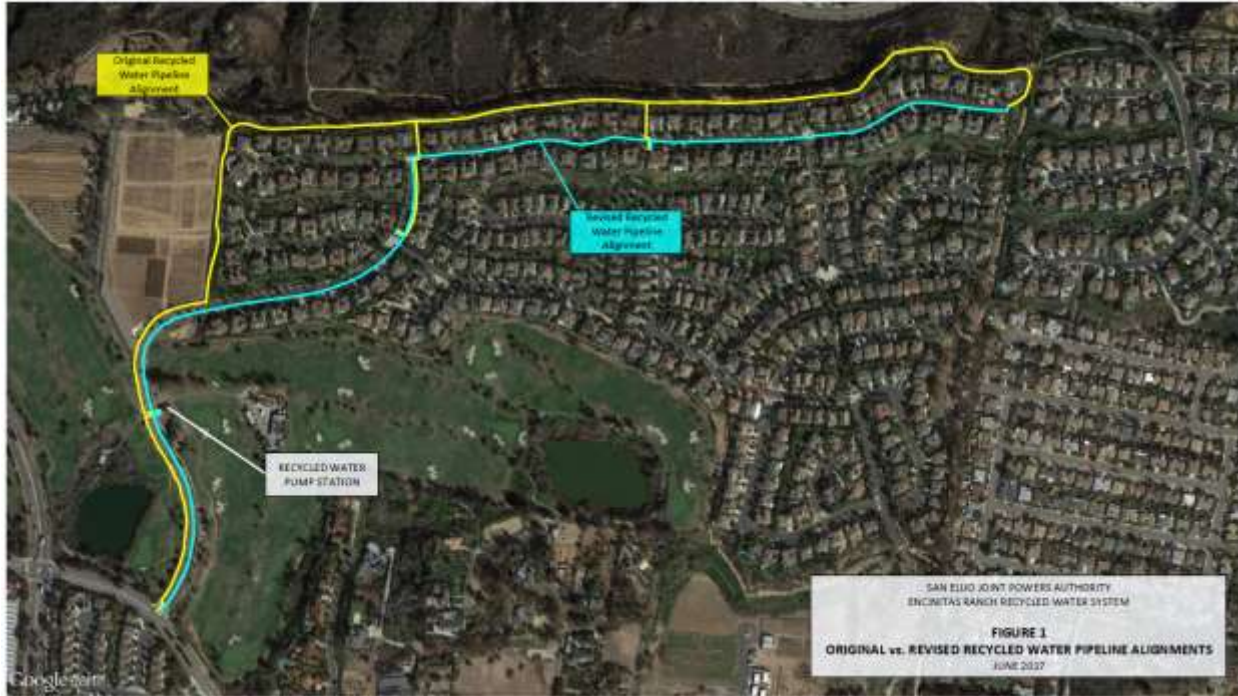 Original Recycled
Water Pipeline
Alignment
Revised Recycled
Water Pipeline
Alignment
RECYCLED WATER
PUMP STATION
SAN ELIJO JOINT POWERS AUTHORITY
ENCINITAS RANCH RECYCLED WATER SYSTEM
FIGURE 1
ORIGINAL vs. REVISED RECYCLED WATER PIPELINE ALIGNMENTS
JUNE 2017
Google earth